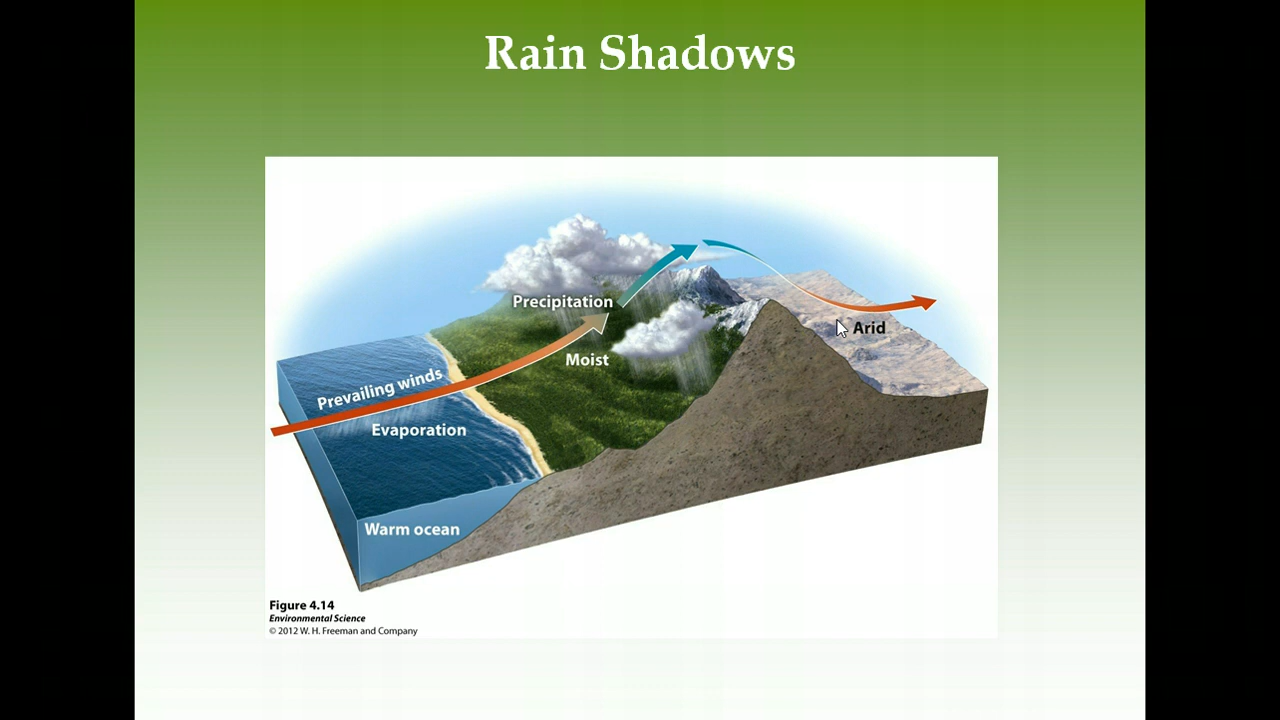 Rain Shadows
Precipitation
Arid
Moist
Prevailing winds
Evaporation
Warm ocean
Figure 4.14
Environmental Science
© 2012 W. H. Freeman and Company